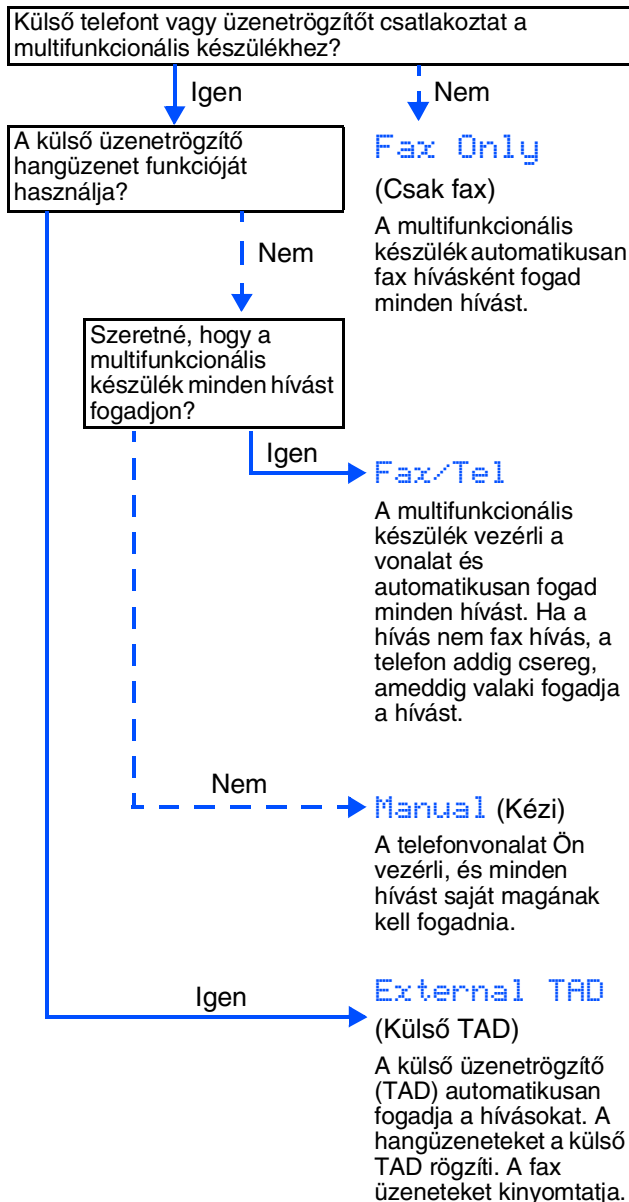 Külső telefont vagy üzenetrögzítőt csatlakoztat a
multifunkcionális készülékhez?
Igen
Nem
A külső üzenetrögzítő
hangüzenet funkcióját
használja?
Fax Only
(Csak fax)
A multifunkcionális
készülék automatikusan
fax hívásként fogad
minden hívást.
Nem
Szeretné, hogy a
multifunkcionális
készülék minden hívást
fogadjon?
Igen
Fax/Tel
A multifunkcionális
készülék vezérli a
vonalat és
automatikusan fogad
minden hívást. Ha a
hívás nem fax hívás, a
telefon addig csereg,
ameddig valaki fogadja
a hívást.
Nem
Manual (Kézi)
A telefonvonalat Ön
vezérli, és minden
hívást saját magának
kell fogadnia.
Igen
External TAD
(Külső TAD)
A külső üzenetrögzítő
(TAD) automatikusan
fogadja a hívásokat. A
hangüzeneteket a külső
TAD rögzíti. A fax
üzeneteket kinyomtatja.